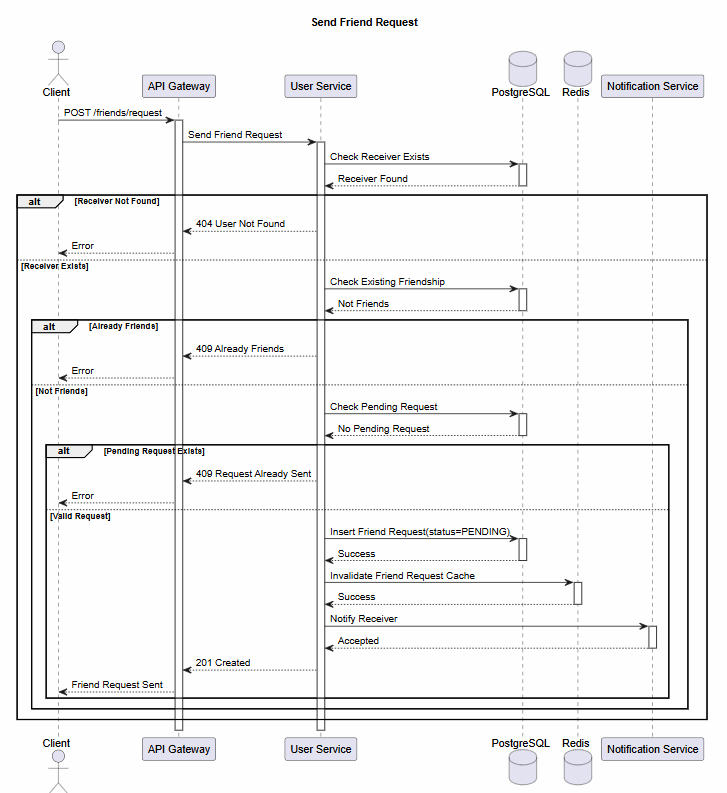 Send Friend Request
Client
API Gateway
User Service
PostgreSQL
Redis
Notification Service
POST /friends/request
Send Friend Request
Check Receiver Exists
Receiver Found
alt
[Receiver Not Found]
404 User Not Found
Error
[Receiver Exists]
Check Existing Friendship
Not Friends
alt
[Already Friends]
409 Already Friends
Error
[Not Friends]
Check Pending Request
No Pending Request
alt
[Pending Request Exists]
409 Request Already Sent
Error
[Valid Request]
Insert Friend Request(status=PENDING)
Success
Invalidate Friend Request Cache
Success
Notify Receiver
Accepted
201 Created
Friend Request Sent
Client
API Gateway
User Service
PostgreSQL
Redis
Notification Service